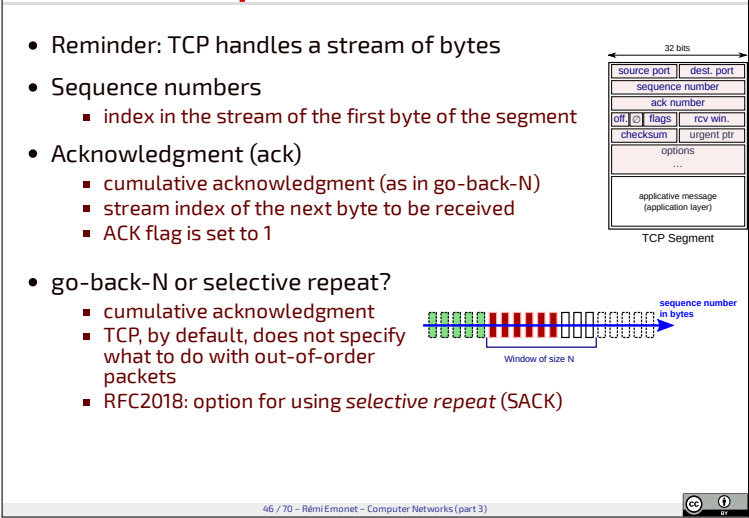 Reminder: TCP handles a stream of bytes
Sequence numbers
index in the stream of the first byte of the segment
Acknowledgment (ack)
cumulative acknowledgment (as in go-back-N)
stream index of the next byte to be received
ACK flag is set to 1
go-back-N or selective repeat?
cumulative acknowledgment
TCP, by default, does not specify
what to do with out-of-order
packets
RFC2018: option for using selective repeat (SACK)
32 bits
source port dest. port
sequence number
ack number
off. ∅ flags rcv win.
checksum urgent ptr
options
...
applicative message
(application layer)
TCP Segment
sequence number
in bytes
Window of size N
46 / 70 – Rémi Emonet – Computer Networks (part 3)
cc
BY